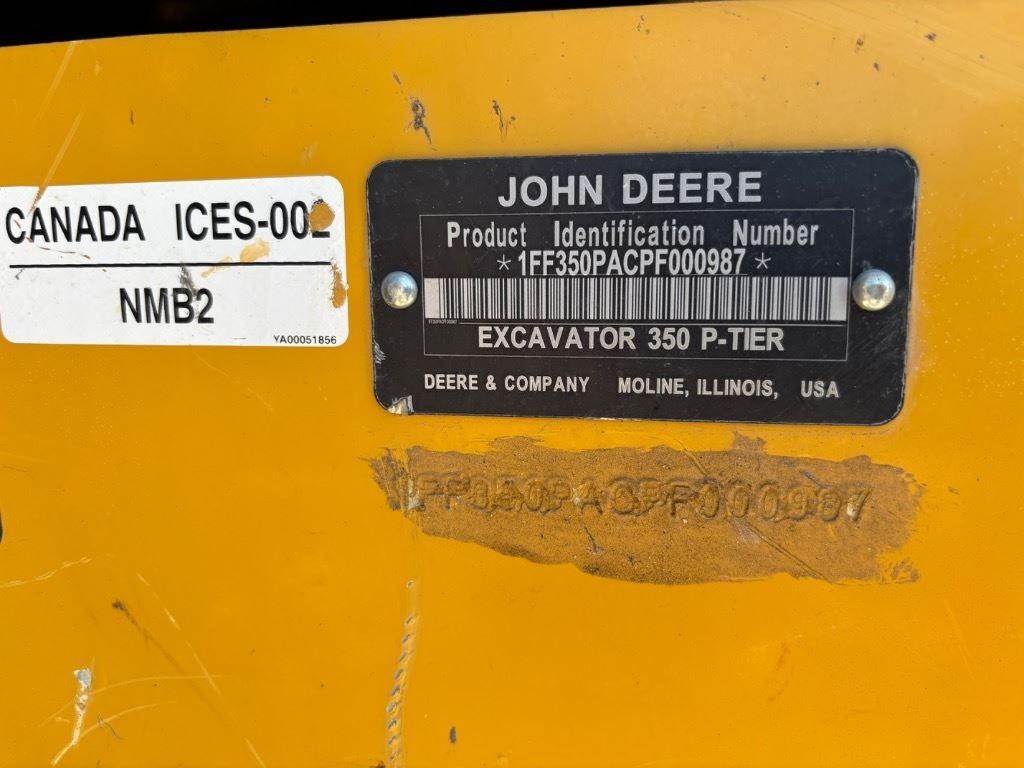 CANADA ICES-002
NMB2
YA00051856
JOHN DEERE
Product Identification Number
* 1FF350PACPF000987 *
EXCAVATOR 350 P-TIER
DEERE & COMPANY MOLINE, ILLINOIS, USA
1FF350PACPF000987